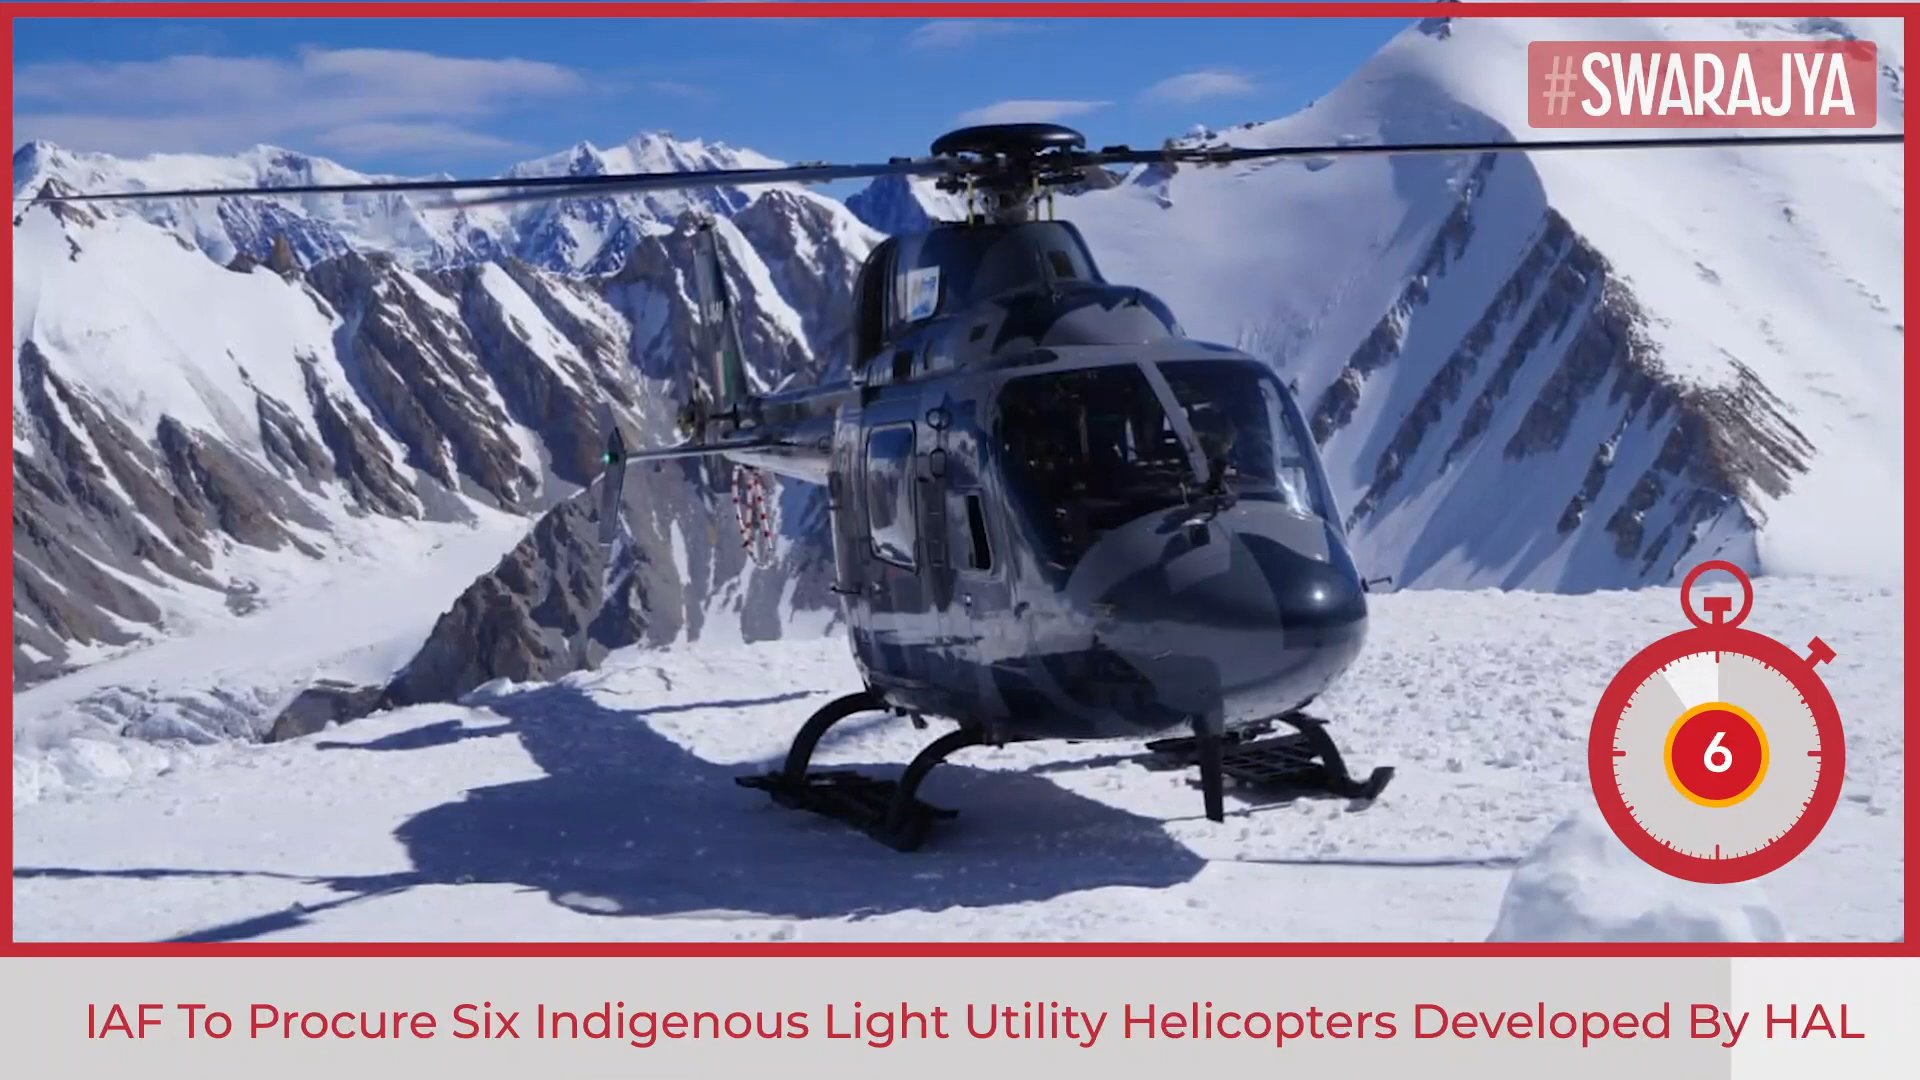 #SWARAJYA
6
IAF To Procure Six Indigenous Light Utility Helicopters Developed By HAL